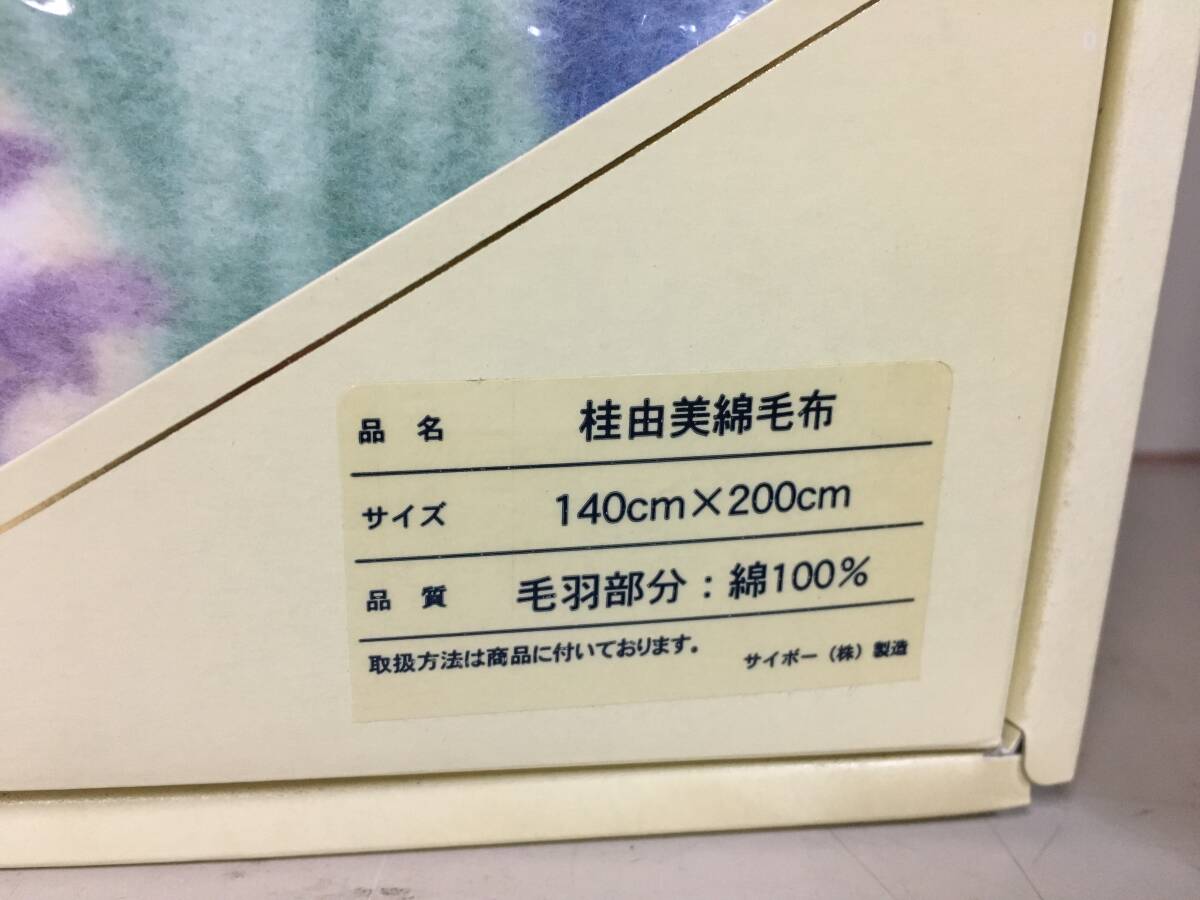 品 名 桂由美綿毛布
サイズ 140cm×200cm
品 質 毛羽部分：綿100％
取扱方法は商品に付いております。 サイボー（株）製造